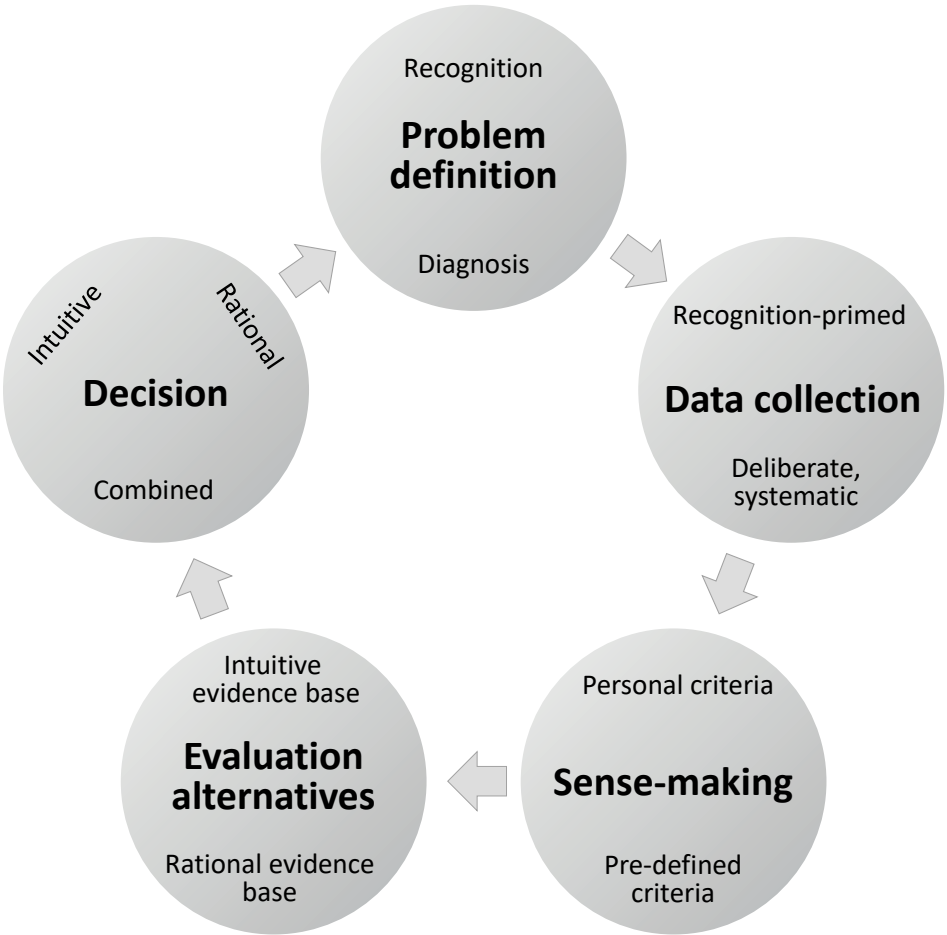 Recognition
Problem
definition
Diagnosis
Recognition-primed
Data collection
Deliberate,
systematic
Personal criteria
Sense-making
Pre-defined
criteria
Intuitive
evidence base
Evaluation
alternatives
Rational evidence
base
Intuitive
Rational
Decision
Combined